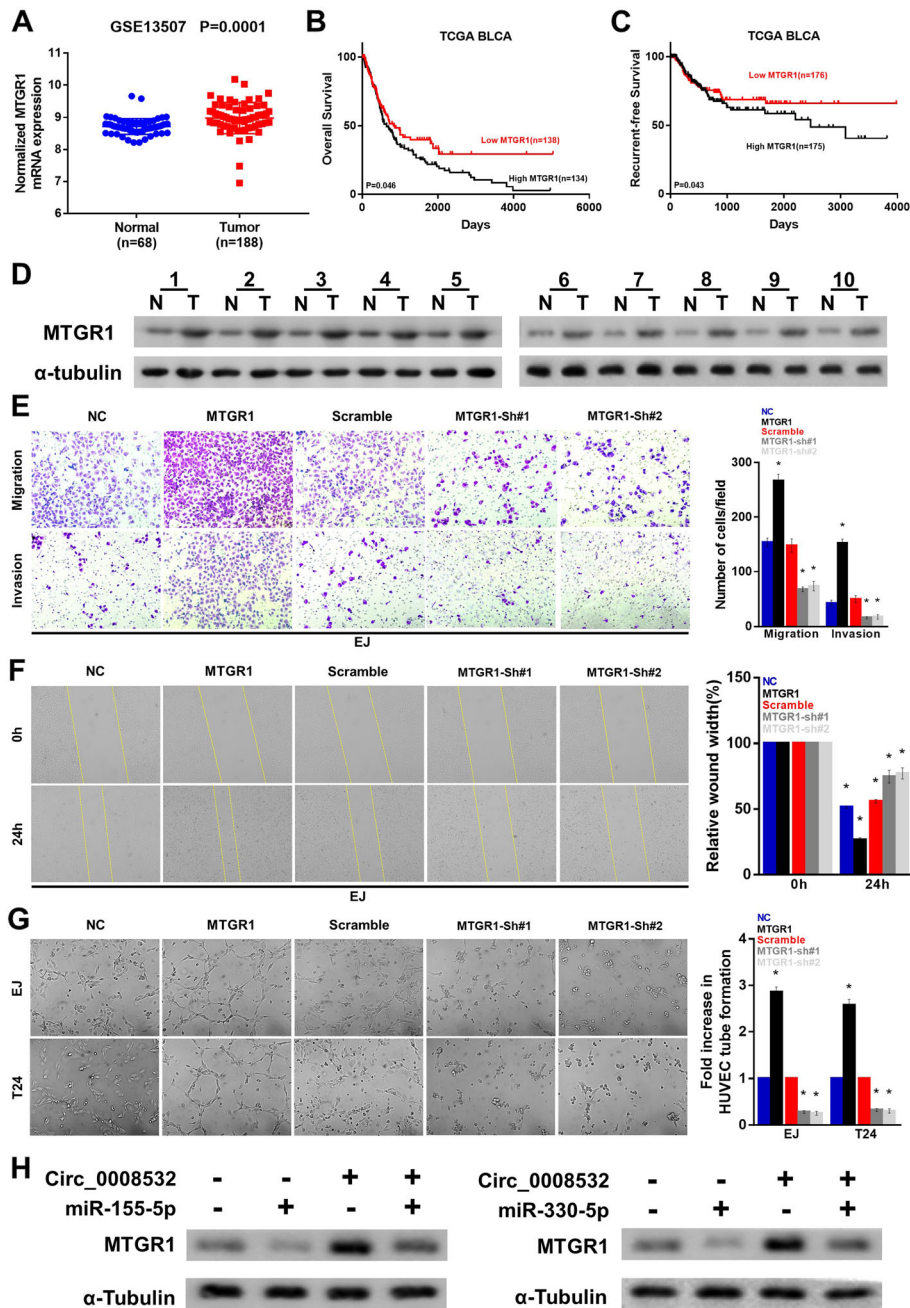 A
GSE13507 P=0.0001
Normalized MTGR1
mRNA expression
11
10
9
8
7
6
Normal
(n=68)
Tumor
(n=188)
B
TCGA BLCA
Overall Survival
100
50
Low MTGR1(n=138)
High MTGR1(n=134)
P=0.046
0 2000 4000 6000
Days
C
TCGA BLCA
Recurrent-free Survival
100
50
Low MTGR1(n=176)
High MTGR1(n=175)
P=0.043
0 1000 2000 3000 4000
Days
D
1 2 3 4 5 6 7 8 9 10
N T N T N T N T N T N T N T N T N T N T
MTGR1
α-tubulin
E
NC MTGR1 Scramble MTGR1-Sh#1 MTGR1-Sh#2
Migration
Invasion
EJ
NC
MTGR1
Scramble
MTGR1-sh#1
MTGR1-sh#2
Number of cells/field
300
200
100
0
* * * * * *
Migration Invasion
F
NC MTGR1 Scramble MTGR1-Sh#1 MTGR1-Sh#2
0h
24h
EJ
Relative wound width(%)
150
100
50
0
NC
MTGR1
Scramble
MTGR1-sh#1
MTGR1-sh#2
* * * * *
0h 24h
G
NC MTGR1 Scramble MTGR1-Sh#1 MTGR1-Sh#2
EJ
T24
NC
MTGR1
Scramble
MTGR1-sh#1
MTGR1-sh#2
Fold increase in
HUVEC tube formation
4
3
2
1
0
* * * * * *
EJ T24
H
Circ_0008532 - - + +
miR-155-5p - + - +
MTGR1
α-Tubulin
Circ_0008532 - - + +
miR-330-5p - + - +
MTGR1
α-Tubulin